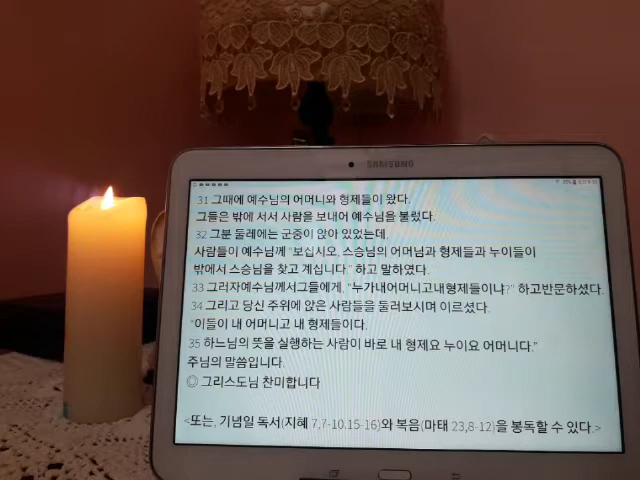 SAMSUNG
31 그때에 예수님의 어머니와 형제들이 왔다.
그들은 밖에 서서 사람을 보내어 예수님을 불렀다.
32 그분 둘레에는 군중이 앉아 있었는데,
사람들이 예수님께 "보십시오, 스승님의 어머님과 형제들과 누이들이
밖에서 스승님을 찾고 계십니다." 하고 말하였다.
33 그러자예수님께서그들에게, "누가내어머니고내형제들이냐?" 하고반문하셨다.
34 그리고 당신 주위에 앉은 사람들을 둘러보시며 이르셨다.
"이들이 내 어머니고 내 형제들이다.
35 하느님의 뜻을 실행하는 사람이 바로 내 형제요 누이요 어머니다."
주님의 말씀입니다.
◎ 그리스도님 찬미합니다
<또는, 기념일 독서(지혜 7,7-10.15-16)와 복음(마태 23,8-12)을 봉독할 수 있다.>